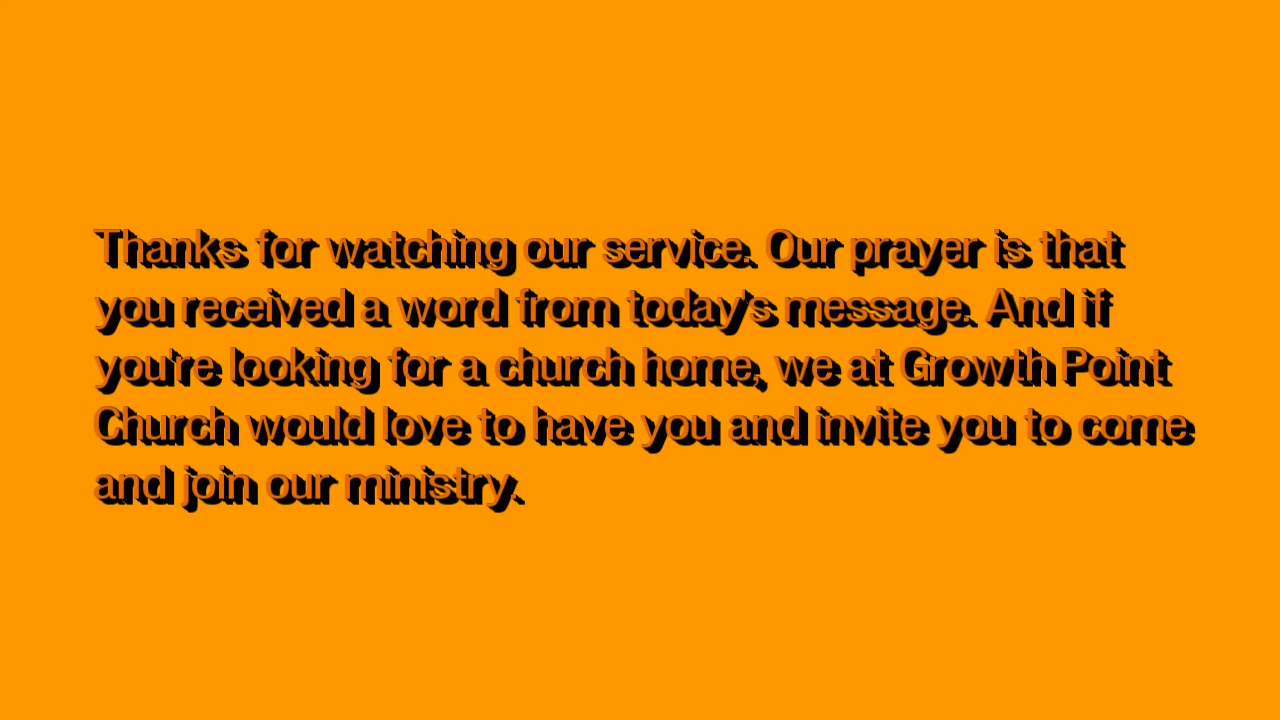 Thanks for watching our service. Our prayer is that
you received a word from today's message. And if
you're looking for a church home, we at Growth Point
Church would love to have you and invite you to come
and join our ministry.